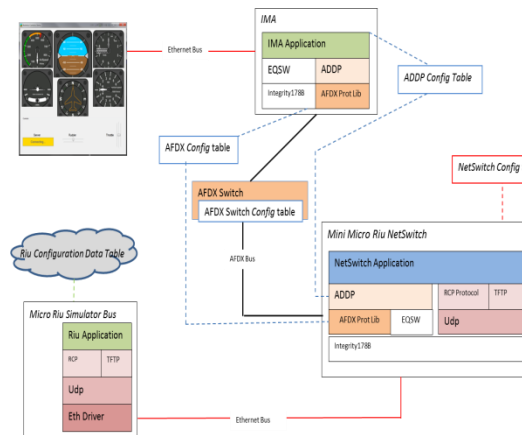 IMA
Ethernet Bus
IMA Application
EQSW
ADDP
Integrity178B
AFDX Prot Lib
ADDP Config Table
AFDX Config table
NetSwitch Config
AFDX Switch
AFDX Switch Config table
Mini Micro Riu NetSwitch
Riu Configuration Data Table
AFDX Bus
NetSwitch Application
ADDP
RCP Protocol
TFTP
AFDX Prot Lib
EQSW
Udp
Integrity178B
Micro Riu Simulator Bus
Riu Application
RCP
TFTP
Udp
Eth Driver
Ethernet Bus